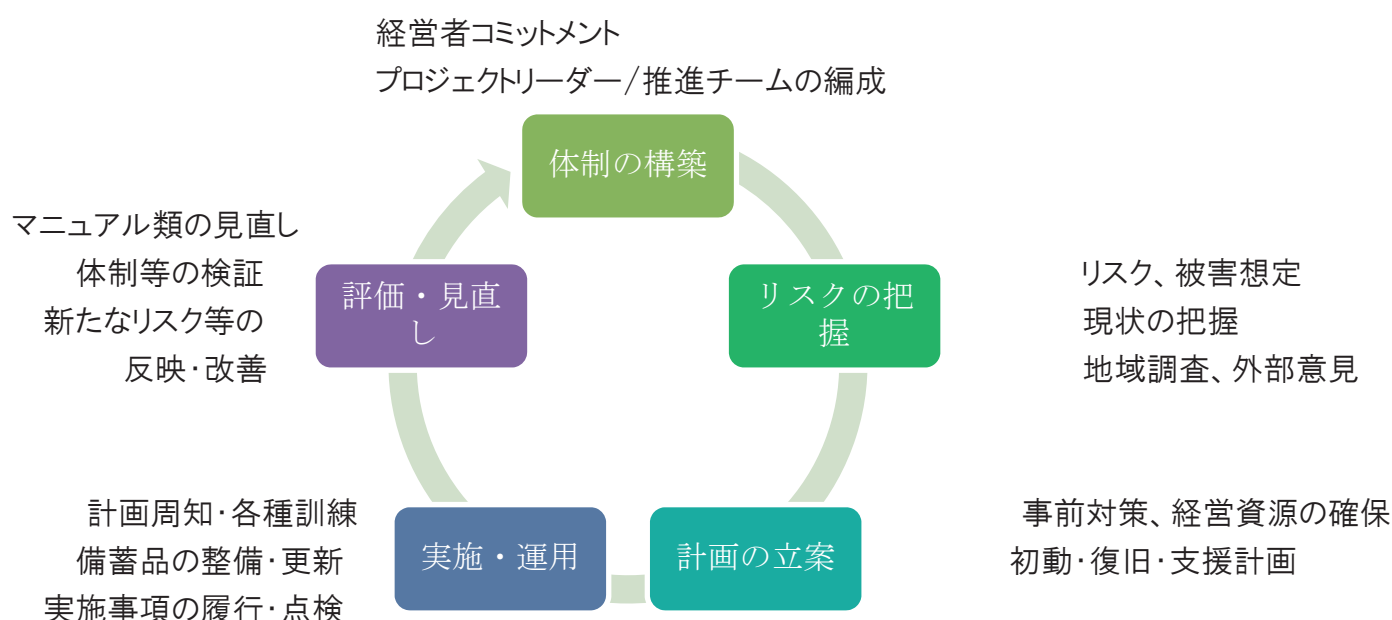 経営者コミットメント
プロジェクトリーダー/推進チームの編成
体制の構築
マニュアル類の見直し
体制等の検証
新たなリスク等の
反映・改善
評価・見直
し
リスクの把
握
リスク、被害想定
現状の把握
地域調査、外部意見
計画周知・各種訓練
備蓄品の整備・更新
実施事項の履行・点検
実施・運用
計画の立案
事前対策、経営資源の確保
初動・復旧・支援計画